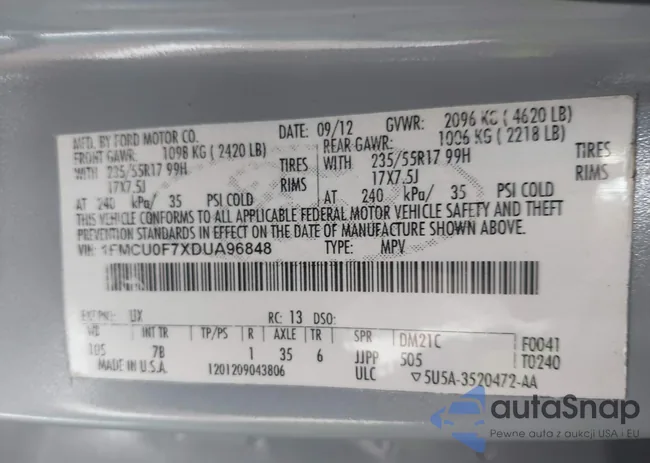 MFD. BY FORD MOTOR CO. DATE: 09/12 GVWR: 2096 KG ( 4620 LB)
FRONT GAWR: 1098 KG ( 2420 LB) REAR GAWR: 1006 KG ( 2218 LB)
WITH 235/55R17 99H TIRES WITH 235/55R17 99H TIRES
17X7.5J RIMS 17X7.5J RIMS
AT 240 kPa/ 35 PSI COLD AT 240 kPa/ 35 PSI COLD
THIS VEHICLE CONFORMS TO ALL APPLICABLE FEDERAL MOTOR VEHICLE SAFETY AND THEFT
PREVENTION STANDARDS IN EFFECT ON THE DATE OF MANUFACTURE SHOWN ABOVE.
VIN: 1FMCU0F7XDUA96848 TYPE: MPV
EXT PNT: UX RC: 13 DSO:
WB INT TR TP/PS R AXLE TR SPR DM21C F0041
105 7B 1 35 6 JJPP 505 T0240
MADE IN U.S.A. 1201209043806 ULC ▽5U5A-3520472-AA
autaSnap
Pewne auta z aukcji USA i EU